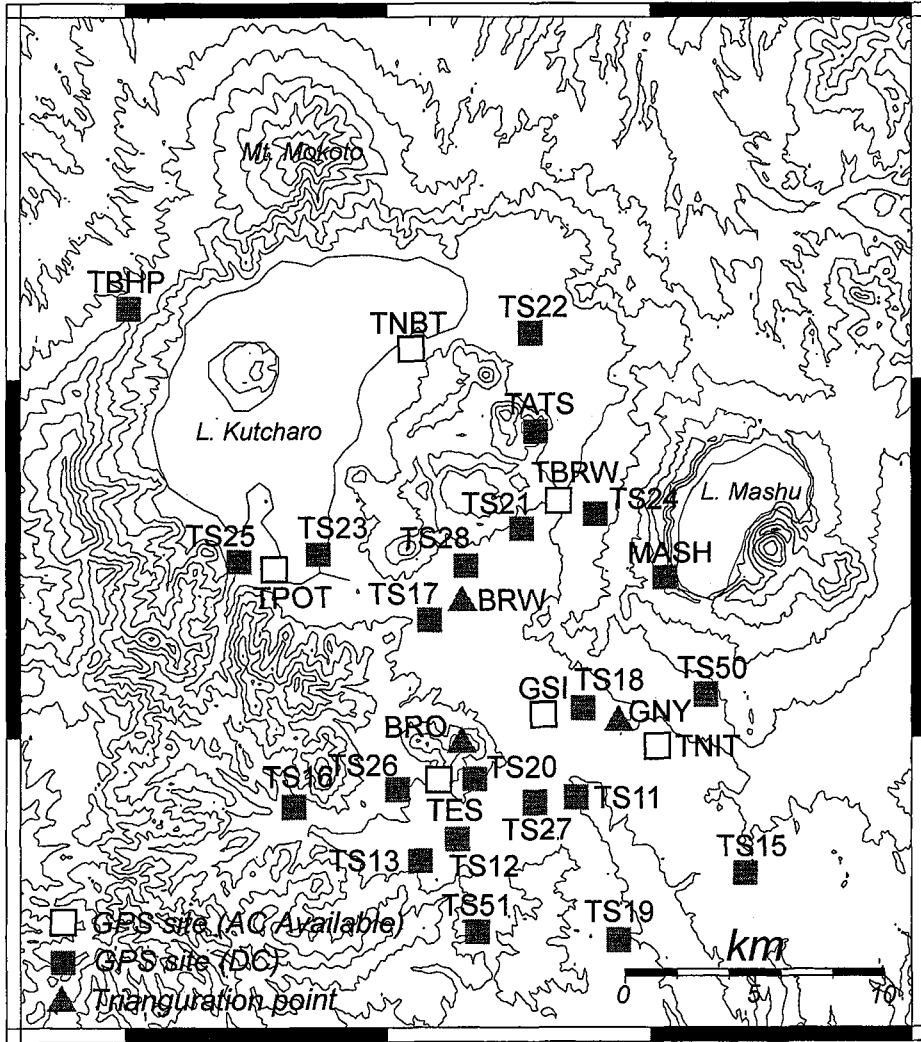 Mt. Mokoto
TBHP
TNBT
TS22
L. Kutcharo
TATS
TBRW
L. Mashu
TS21
TS24
TS25
TS23
TS28
MASH
TPOT
TS17
BRW
GSI
TS18
TS50
GNY
BRO
TNIT
TS26
TS20
TS16
TES
TS11
TS27
TS15
TS13
TS12
TS51
TS19
GPS site (AC Available)
GPS site (DC)
Trianguration point
km
0 5 10